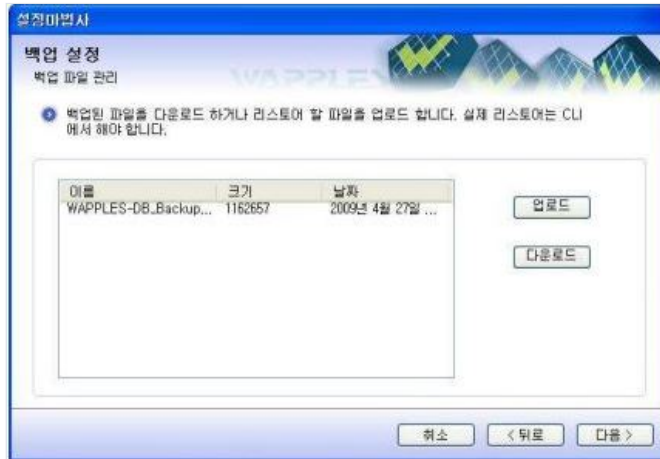 설정마법사
백업 설정
백업 파일 관리
WAPPLES
백업된 파일을 다운로드 하거나 리스토어 할 파일을 업로드 합니다. 실제 리스토어는 CLI
에서 해야 합니다.
이름 크기 날짜
WAPPLES-DB_Backup... 1162657 2009년 4월 27일 ...
업로드
다운로드
취소 < 뒤로 다음 >